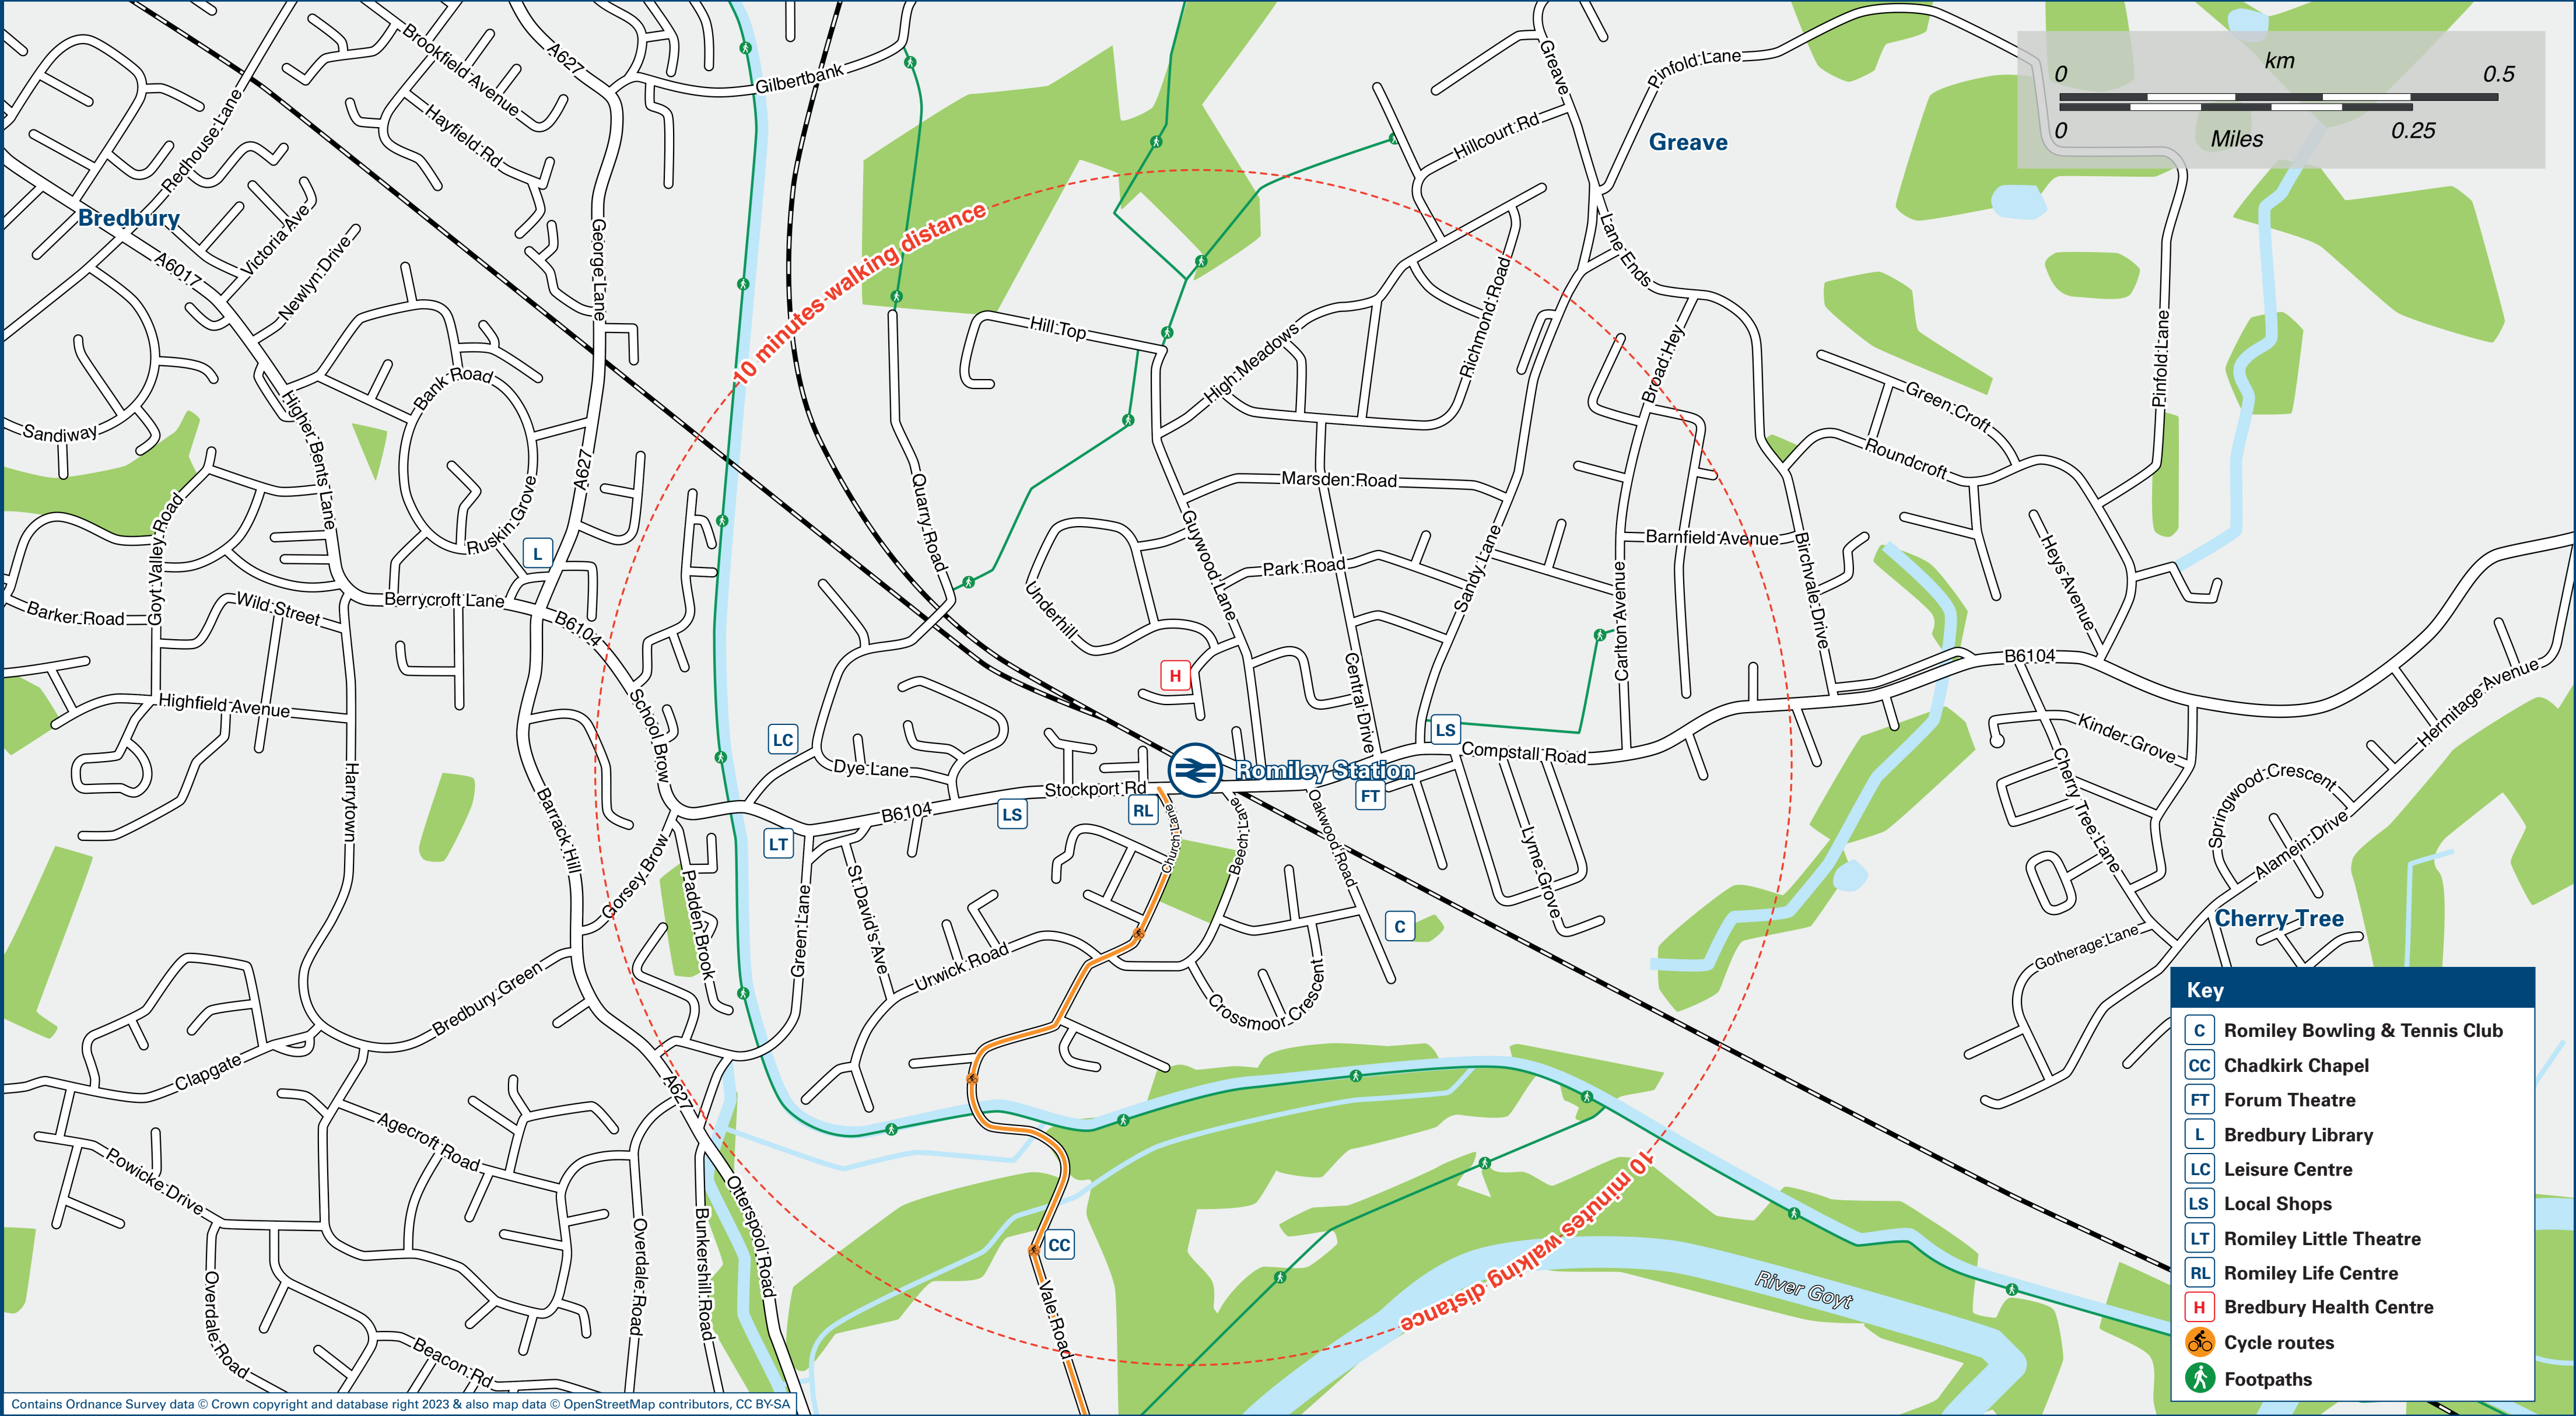 Brookfield Avenue
A627
Gilbertbank
Greave
Pinfold Lane
0 km 0.5
0 Miles 0.25
Redhouse Lane
Hayfield Rd
Hillcourt Rd
Greave
Bredbury
Victoria Ave
A6017
Newlyn Drive
George Lane
10 minutes walking distance
Lane Ends
Richmond Road
Hill Top
High Meadows
Broad Hey
Pinfold Lane
Bank Road
Higher Bents Lane
Sandiway
Green Croft
Roundcroft
A627
Marsden Road
Quarry Road
Goyt Valley Road
Ruskin Grove
L
Guywood Lane
Sandy Lane
Barnfield Avenue
Birchvale Drive
Heys Avenue
Park Road
Underhill
Carlton Avenue
Berrycroft Lane
Wild Street
Barker Road
B6104
H
Central Drive
B6104
Highfield Avenue
School Brow
LC
LS
Compstall Road
Kinder Grove
Hermitage Avenue
Dye Lane
Romiley Station
Stockport Rd
Harrytown
Barrack Hill
B6104
LS
RL
FT
Church Lane
Beech Lane
Oakwood Road
Cherry Tree Lane
Springwood Crescent
Alamein Drive
LT
Gorsey Brow
Padden Brook
Green Lane
St David's Ave
Lyme Grove
C
Cherry Tree
Gotherage Lane
Urwick Road
Bredbury Green
Crossmoor Crescent
Clapgate
A627
Agecroft Road
Powicke Drive
Otterspool Road
Bunkershill Road
Overdale Road
Overdale Road
CC
Vale Road
10 minutes walking distance
River Goyt
Beacon Rd
Key
C Romiley Bowling & Tennis Club
CC Chadkirk Chapel
FT Forum Theatre
L Bredbury Library
LC Leisure Centre
LS Local Shops
LT Romiley Little Theatre
RL Romiley Life Centre
H Bredbury Health Centre
Cycle routes
Footpaths
Contains Ordnance Survey data © Crown copyright and database right 2023 & also map data © OpenStreetMap contributors, CC BY-SA